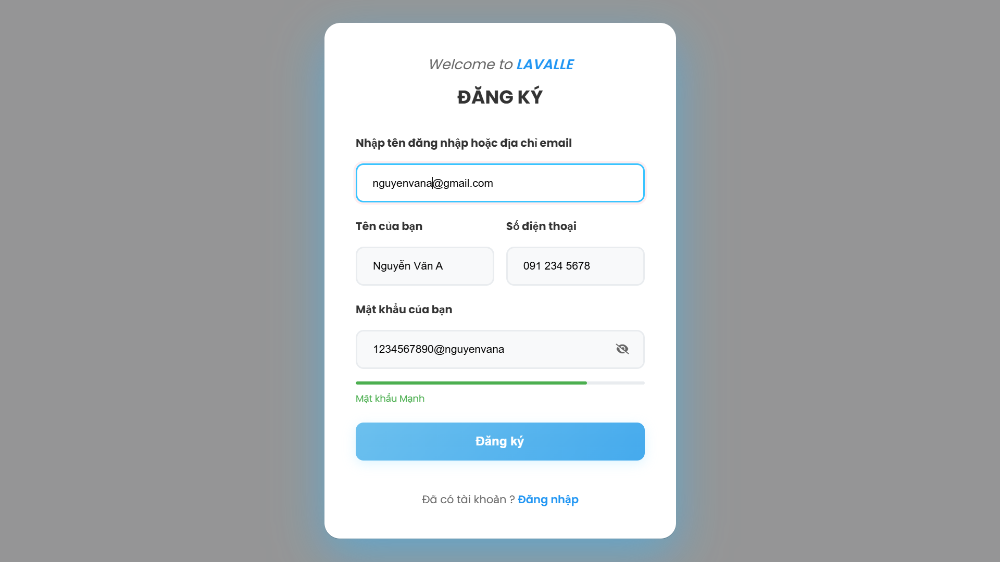 Welcome to LAVALLE
ĐĂNG KÝ
Nhập tên đăng nhập hoặc địa chỉ email
nguyenvana@gmail.com
Tên của bạn
Số điện thoại
Nguyễn Văn A
091 234 5678
Mật khẩu của bạn
1234567890@nguyenvana
Mật khẩu Mạnh
Đăng ký
Đã có tài khoản ? Đăng nhập